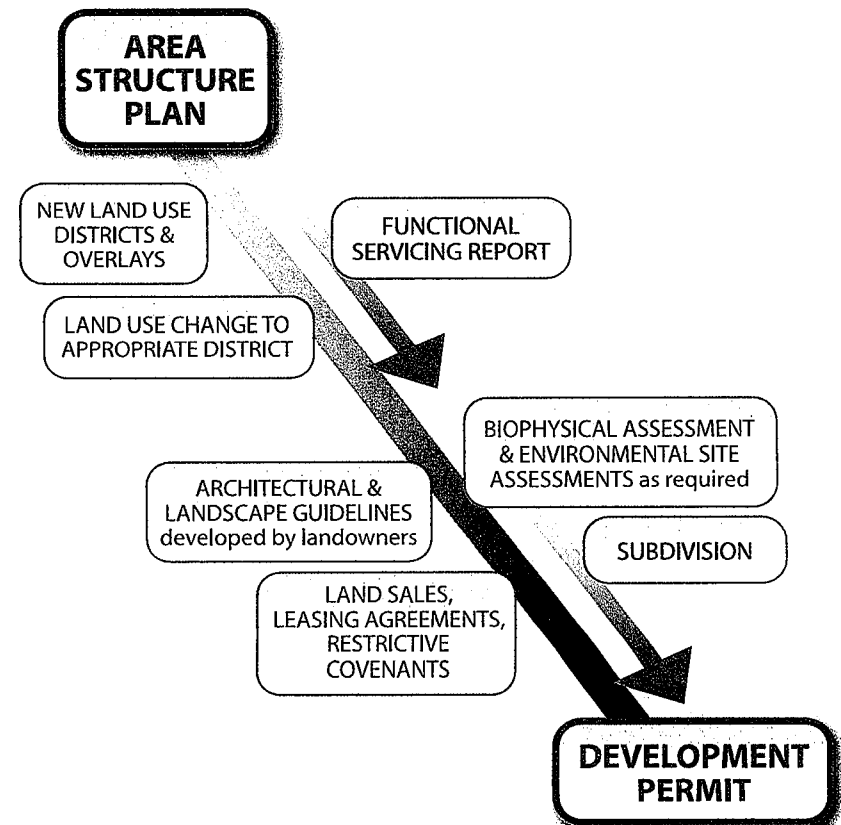 AREA
STRUCTURE
PLAN
NEW LAND USE
DISTRICTS &
OVERLAYS
FUNCTIONAL
SERVICING REPORT
LAND USE CHANGE TO
APPROPRIATE DISTRICT
BIOPHYSICAL ASSESSMENT
& ENVIRONMENTAL SITE
ASSESSMENTS as required
ARCHITECTURAL &
LANDSCAPE GUIDELINES
developed by landowners
SUBDIVISION
LAND SALES,
LEASING AGREEMENTS,
RESTRICTIVE
COVENANTS
DEVELOPMENT
PERMIT